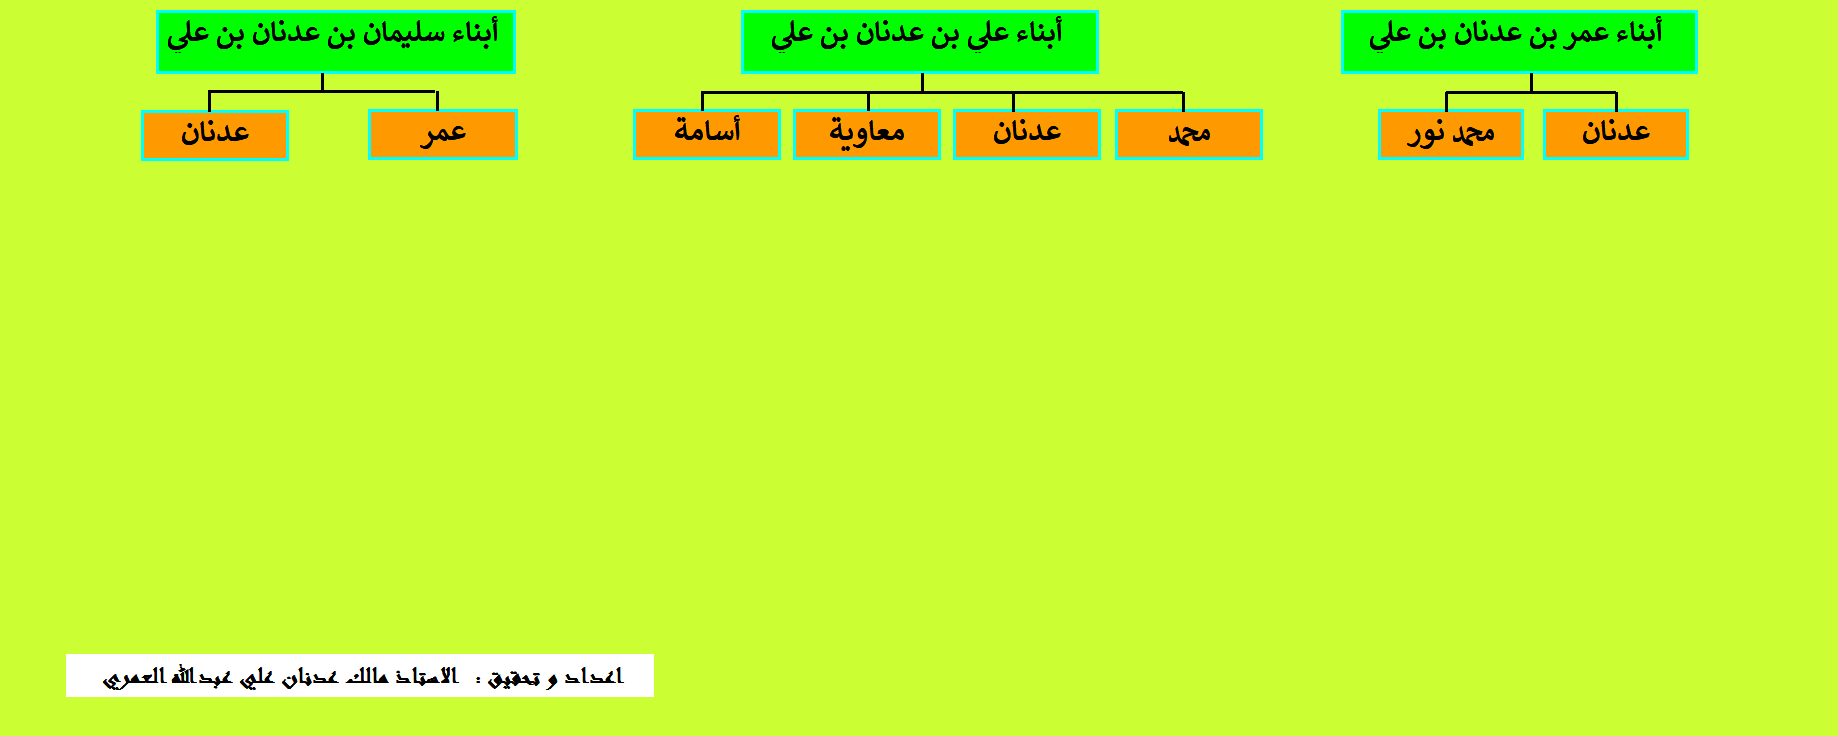 أبناء عمر بن عدنان بن علي
عدنان
محمد نور
أبناء علي بن عدنان بن علي
محمد
عدنان
معاوية
أسامة
أبناء سليمان بن عدنان بن علي
عمر
عدنان
اعداد و تحقيق : الاستاذ مالك عدنان علي عبدالله العمري